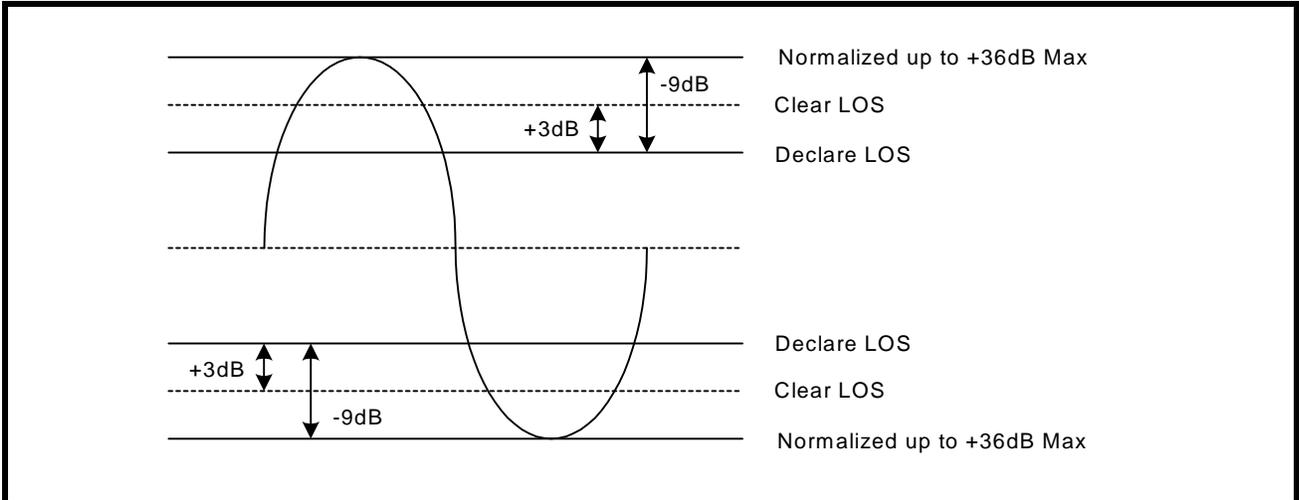 Normalized up to +36dB Max
-9dB
Clear LOS
+3dB
Declare LOS
Declare LOS
+3dB
Clear LOS
-9dB
Normalized up to +36dB Max